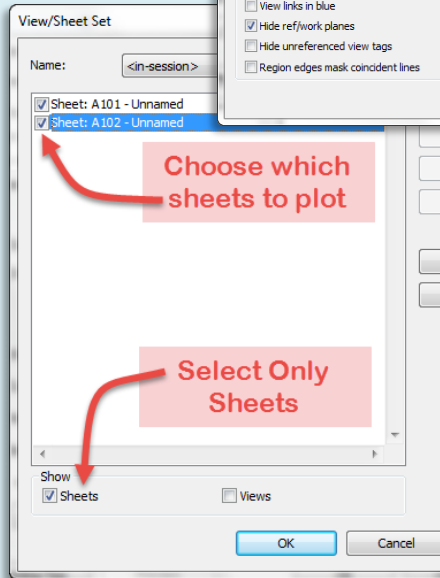 View/Sheet Set
View links in blue
Hide ref/work planes
Hide unreferenced view tags
Region edges mask coincident lines
Name:
<in-session>
Sheet: A101 - Unnamed
Sheet: A102 - Unnamed
Choose which
sheets to plot
Select Only
Sheets
Show
Sheets
Views
OK
Cancel